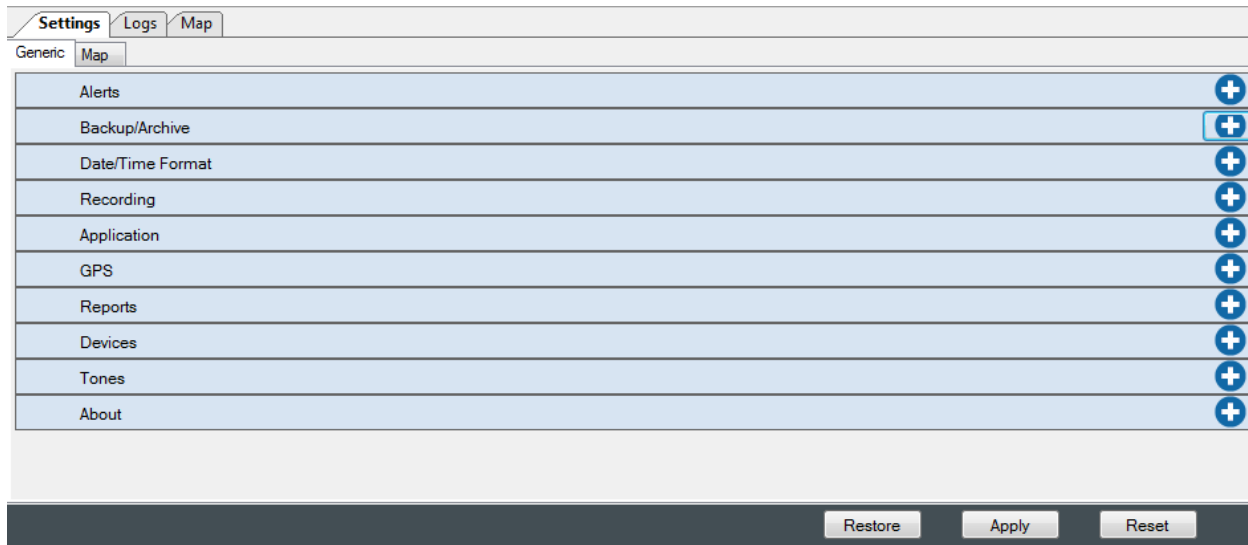 Settings Logs Map
Generic Map
Alerts
Backup/Archive
Date/Time Format
Recording
Application
GPS
Reports
Devices
Tones
About
Restore Apply Reset